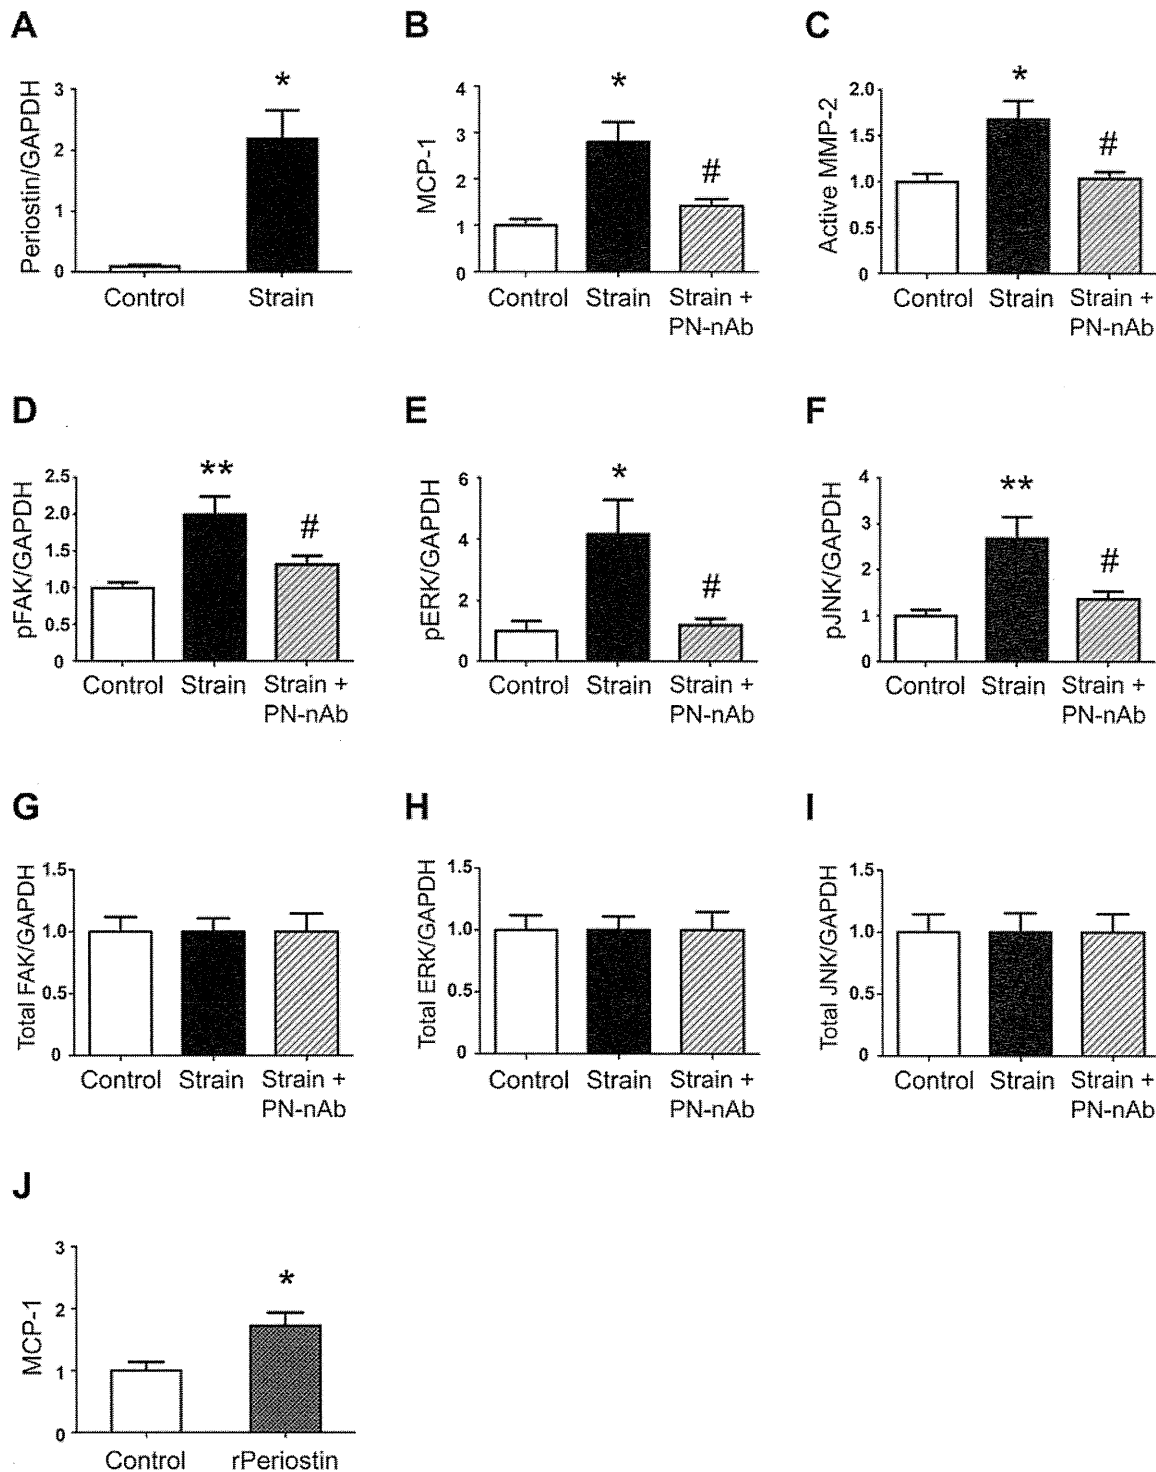 A
B
C
Periostin/GAPDH
3
2
1
0
*
Control
Strain
MCP-1
4
3
2
1
0
*
#
Control
Strain
Strain +
PN-nAb
Active MMP-2
2.0
1.5
1.0
0.5
0
*
#
Control
Strain
Strain +
PN-nAb
D
E
F
pFAK/GAPDH
2.5
2.0
1.5
1.0
0.5
0
**
#
Control
Strain
Strain +
PN-nAb
pERK/GAPDH
6
4
2
0
*
#
Control
Strain
Strain +
PN-nAb
pJNK/GAPDH
4
3
2
1
0
**
#
Control
Strain
Strain +
PN-nAb
G
H
I
Total FAK/GAPDH
1.5
1.0
0.5
0
Control
Strain
Strain +
PN-nAb
Total ERK/GAPDH
1.5
1.0
0.5
0
Control
Strain
Strain +
PN-nAb
Total JNK/GAPDH
1.5
1.0
0.5
0
Control
Strain
Strain +
PN-nAb
J
MCP-1
3
2
1
0
*
Control
rPeriostin